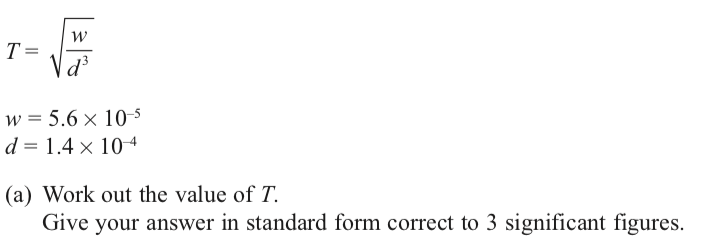 T = √(w/d³)
w = 5.6 × 10⁻⁵
d = 1.4 × 10⁻⁴
(a) Work out the value of T.
Give your answer in standard form correct to 3 significant figures.